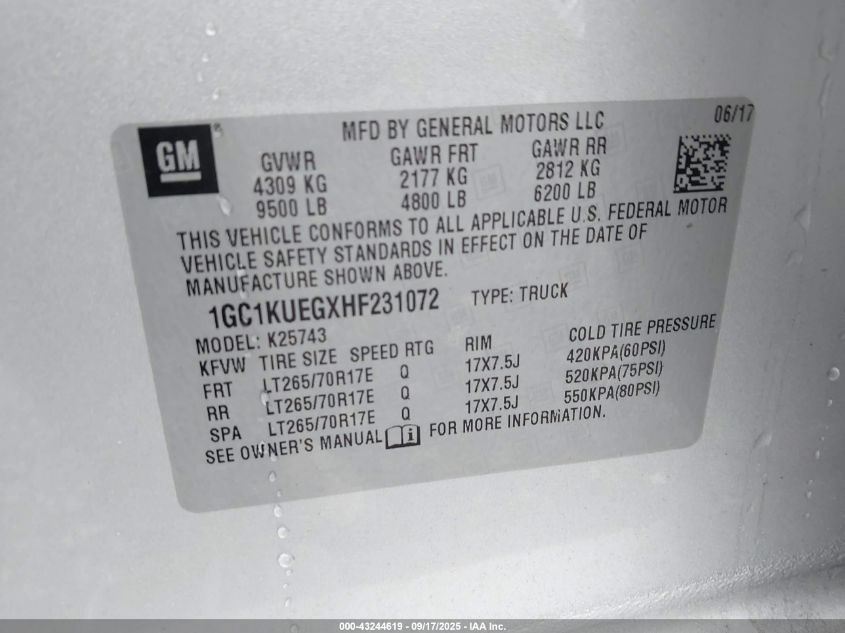 06/17
GM
MFD BY GENERAL MOTORS LLC
GVWR GAWR FRT GAWR RR
4309 KG 2177 KG 2812 KG
9500 LB 4800 LB 6200 LB
THIS VEHICLE CONFORMS TO ALL APPLICABLE U.S. FEDERAL MOTOR
VEHICLE SAFETY STANDARDS IN EFFECT ON THE DATE OF
MANUFACTURE SHOWN ABOVE.
1GC1KUEGXHF231072 TYPE: TRUCK
MODEL: K25743
KFVW TIRE SIZE SPEED RTG RIM COLD TIRE PRESSURE
FRT LT265/70R17E Q 17X7.5J 420KPA(60PSI)
RR LT265/70R17E Q 17X7.5J 520KPA(75PSI)
SPA LT265/70R17E Q 17X7.5J 550KPA(80PSI)
SEE OWNER'S MANUAL FOR MORE INFORMATION.
000-43244619 - 09/17/2025 - IAA Inc.